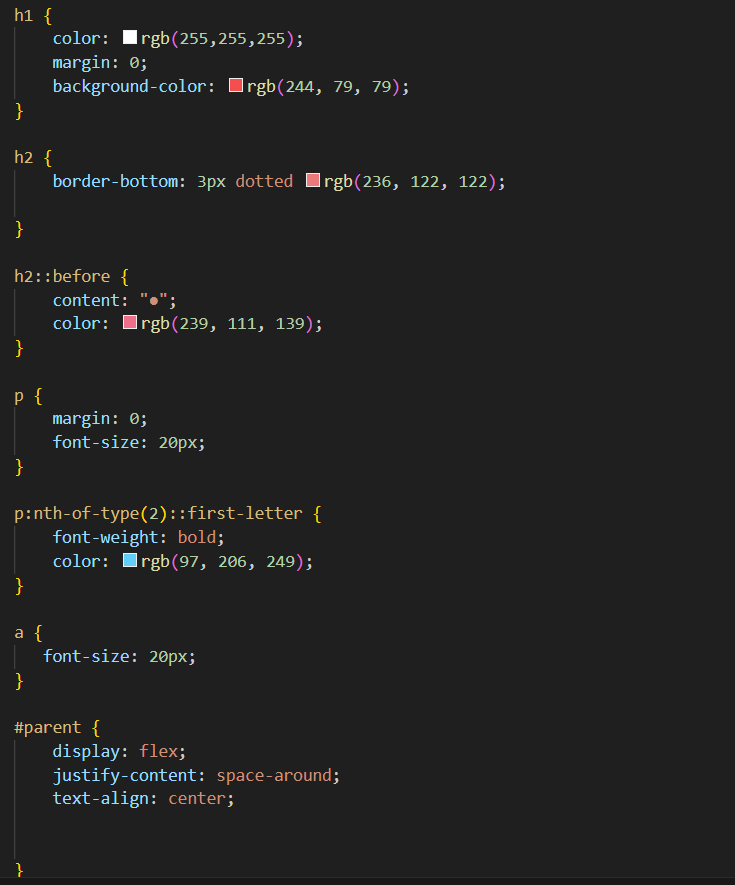 h1 {
    color: rgb(255,255,255);
    margin: 0;
    background-color: rgb(244, 79, 79);
}
h2 {
    border-bottom: 3px dotted rgb(236, 122, 122);
}
h2::before {
    content: "●";
    color: rgb(239, 111, 139);
}
p {
    margin: 0;
    font-size: 20px;
}
p:nth-of-type(2)::first-letter {
    font-weight: bold;
    color: rgb(97, 206, 249);
}
a {
   font-size: 20px;
}
#parent {
    display: flex;
    justify-content: space-around;
    text-align: center;
}